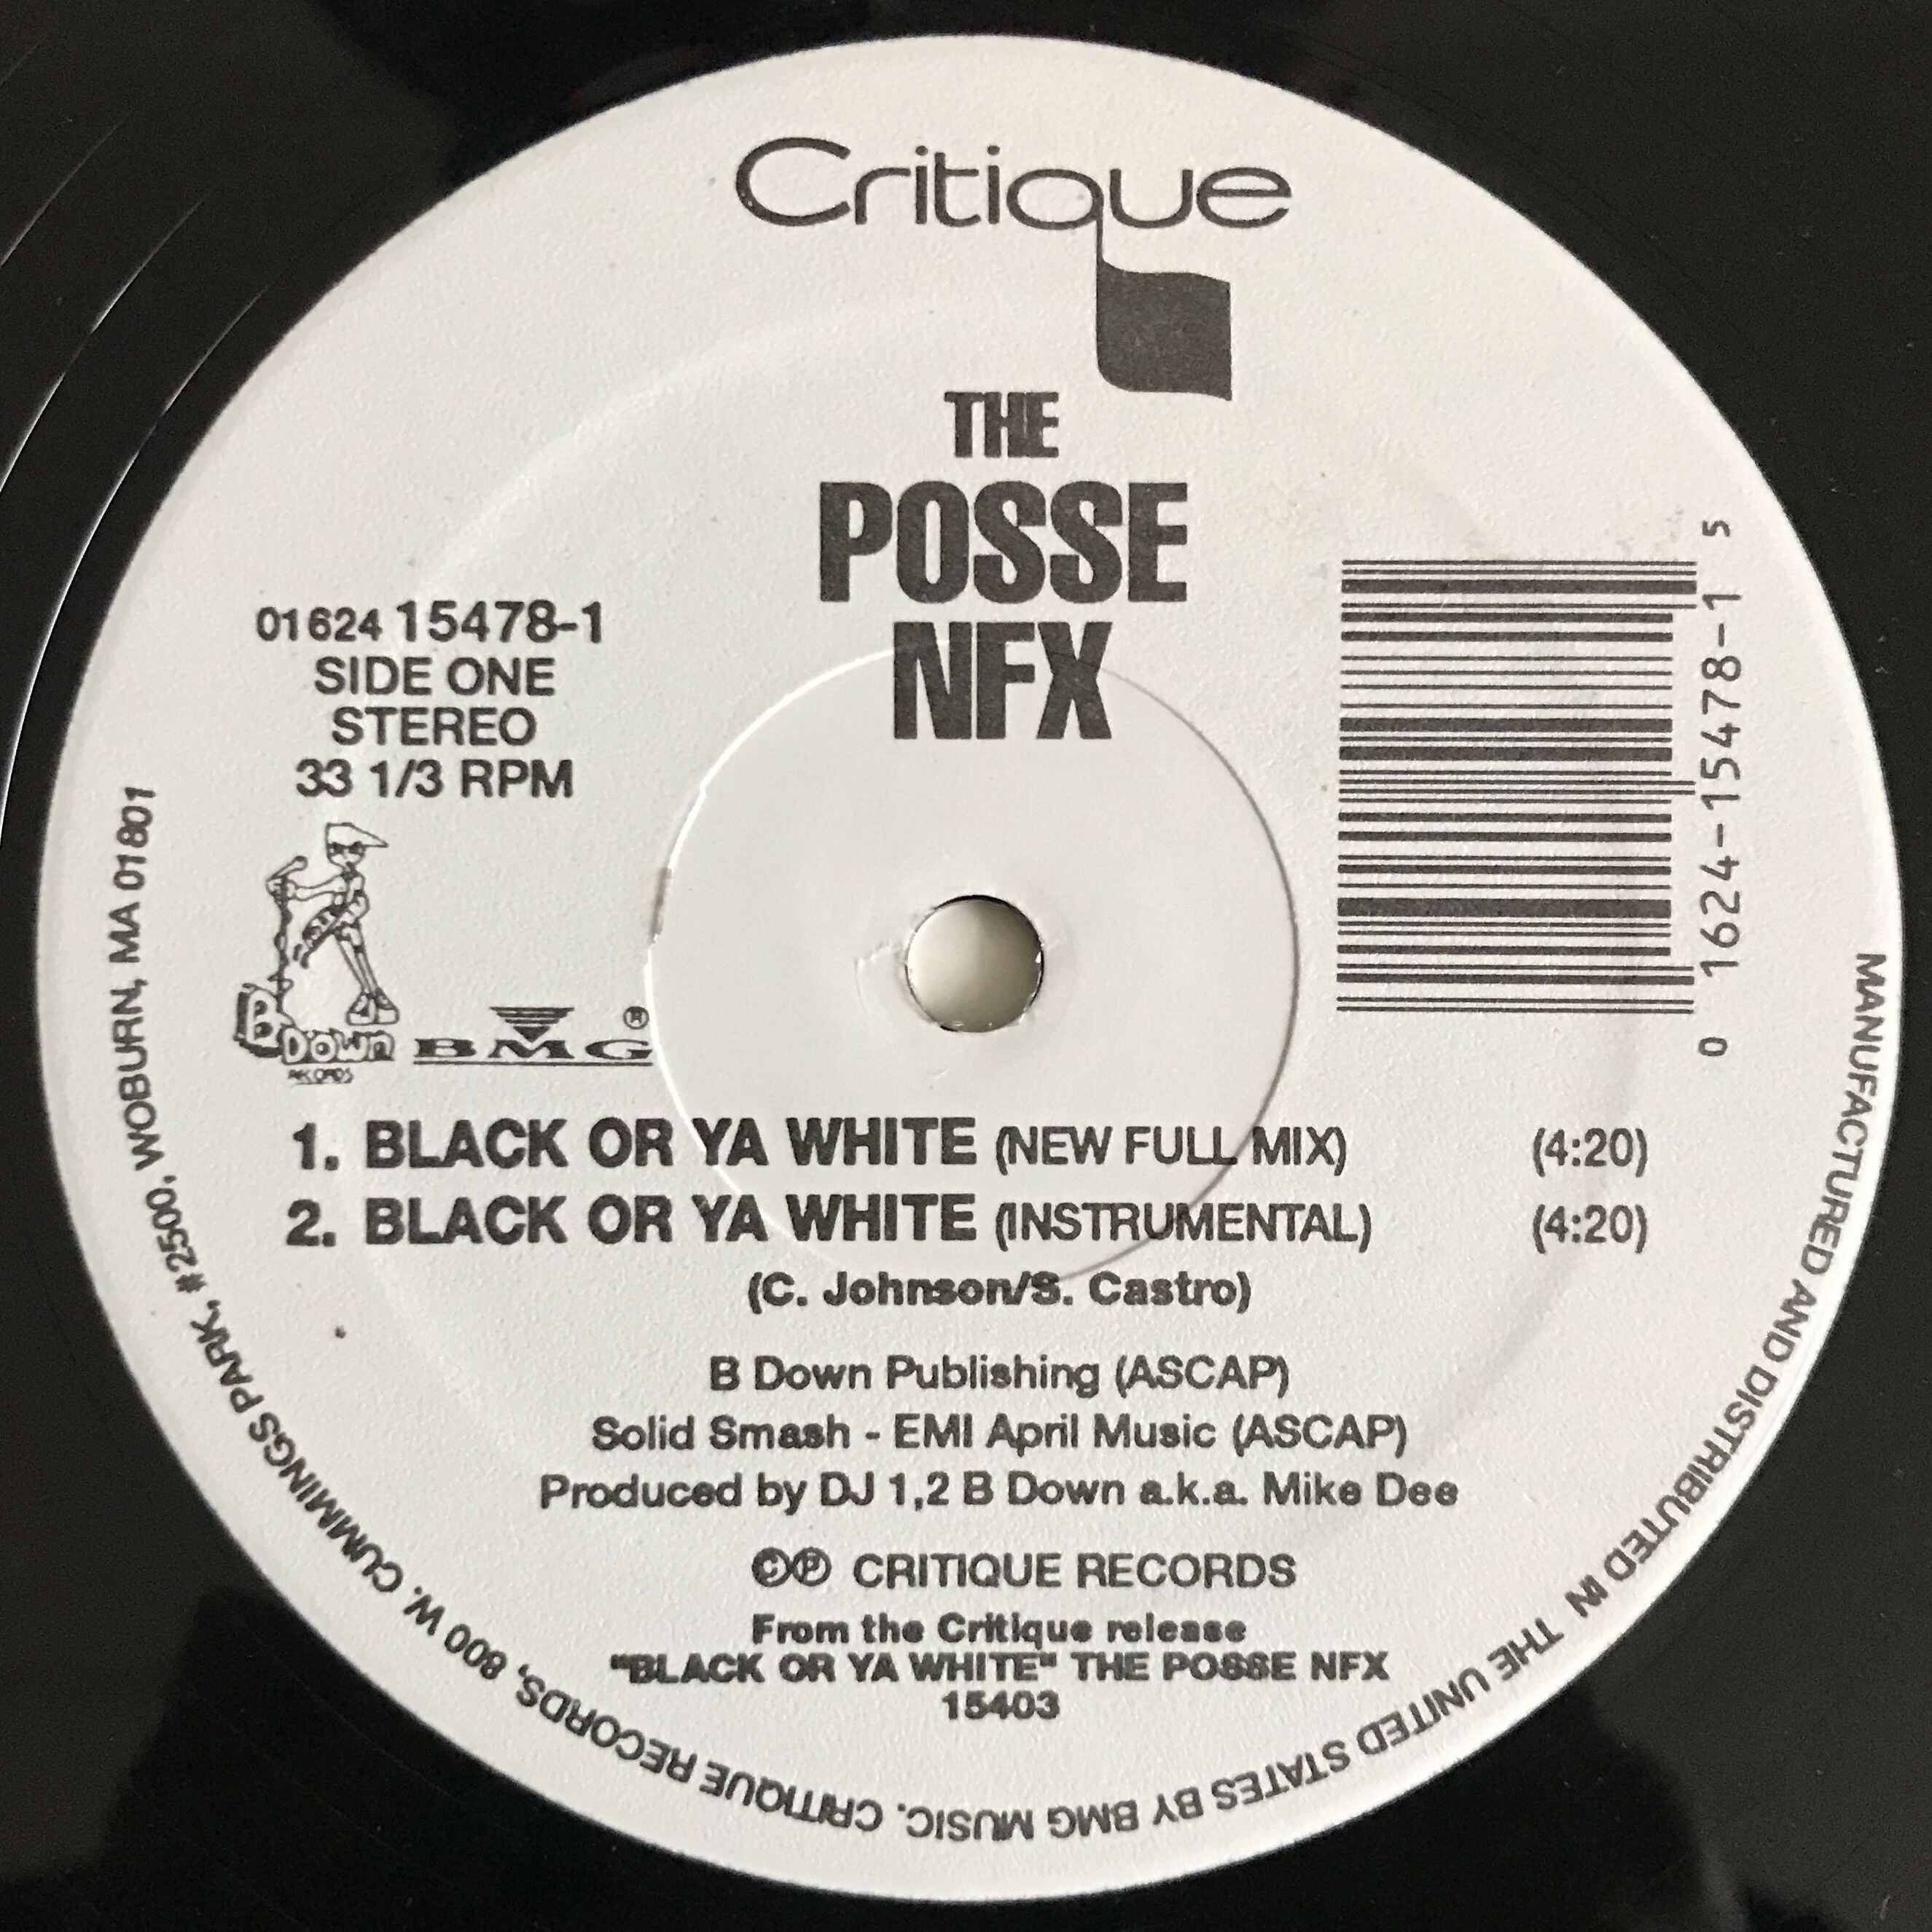 Critique
THE
POSSE
NFX
01624 15478-1
SIDE ONE
STEREO
33 1/3 RPM
B
DOWN
RECORDS
BMG®
0 1624-15478-1 5
1. BLACK OR YA WHITE (NEW FULL MIX) (4:20)
2. BLACK OR YA WHITE (INSTRUMENTAL) (4:20)
(C. Johnson/S. Castro)
B Down Publishing (ASCAP)
Solid Smash - EMI April Music (ASCAP)
Produced by DJ 1,2 B Down a.k.a. Mike Dee
©℗ CRITIQUE RECORDS
From the Critique release
"BLACK OR YA WHITE" THE POSSE NFX
15403
MANUFACTURED AND DISTRIBUTED IN THE UNITED STATES BY BMG MUSIC. CRITIQUE RECORDS, 800 W. CUMMINGS PARK, #2500, WOBURN, MA 01801